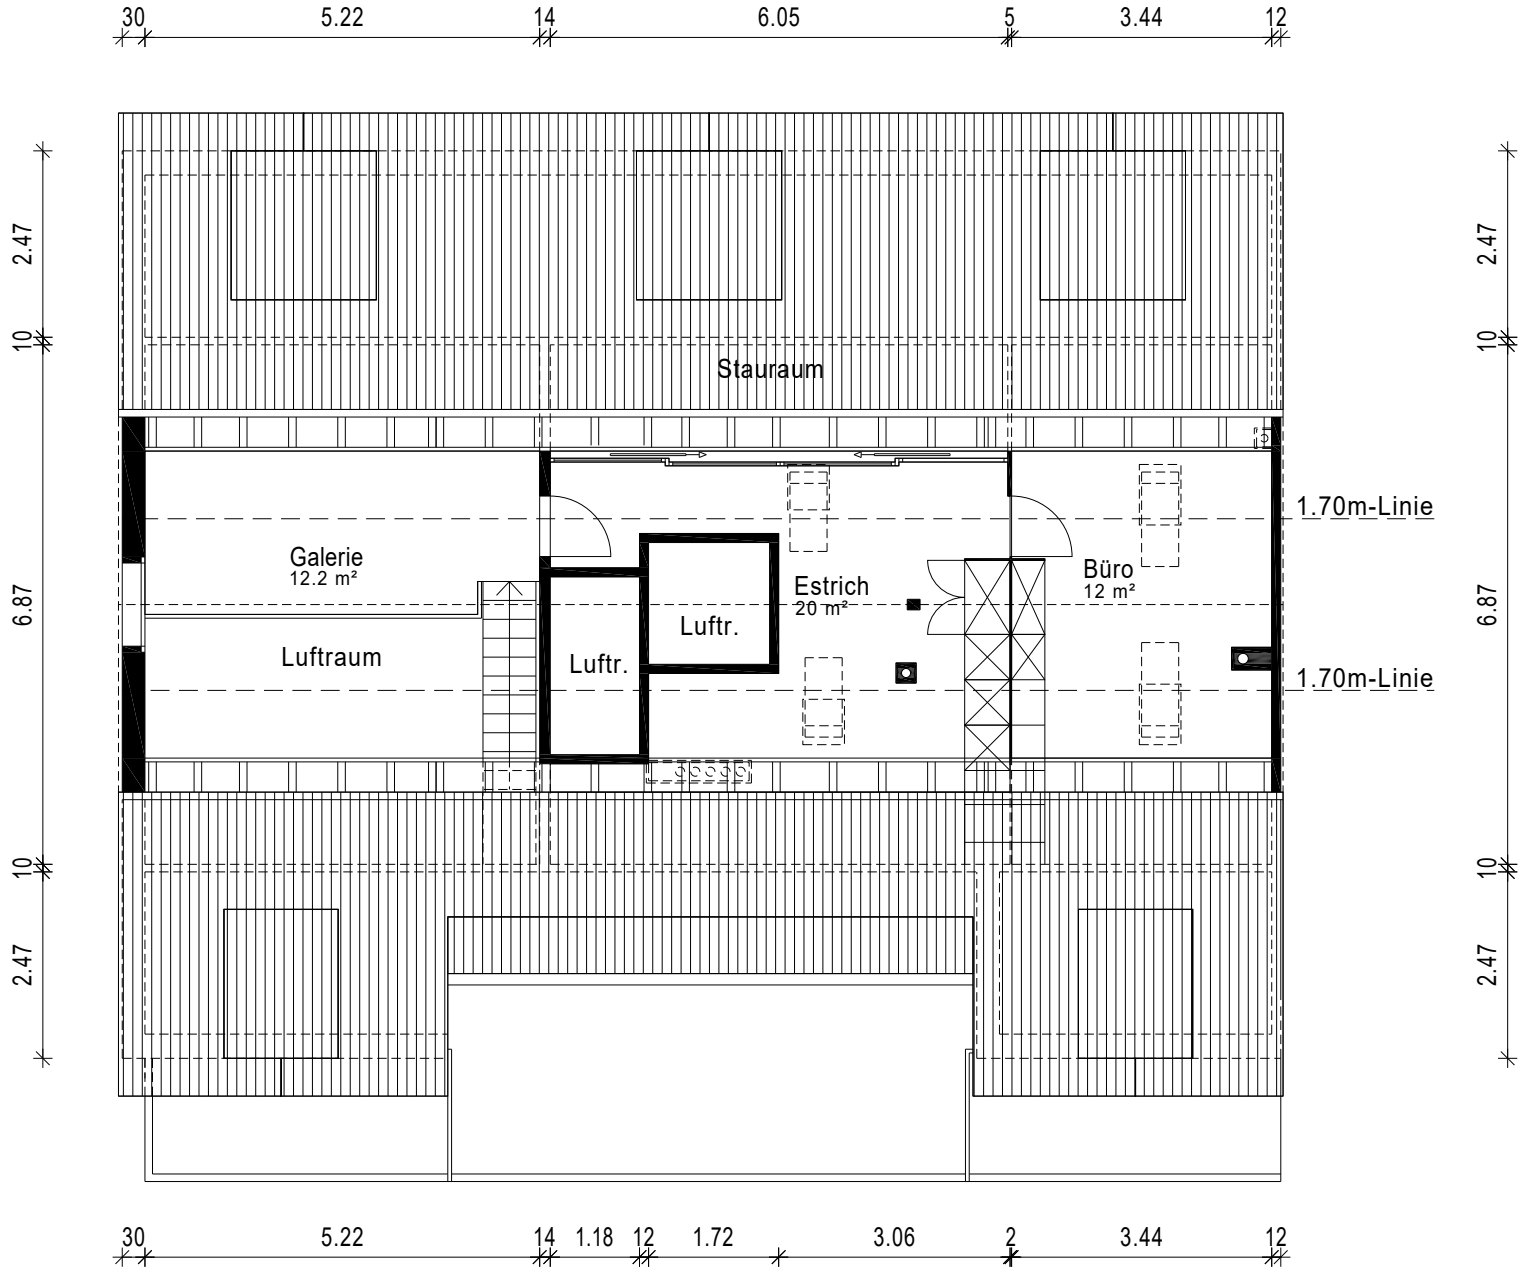 30 5.22 14 6.05 5 3.44 12
2.47
2.47
10
10
Stauraum
1.70m-Linie
Galerie
12.2 m²
Estrich
20 m²
Büro
12 m²
6.87
6.87
Luftr.
Luftraum
Luftr.
1.70m-Linie
10
10
2.47
2.47
30 5.22 14 1.18 12 1.72 3.06 2 3.44 12